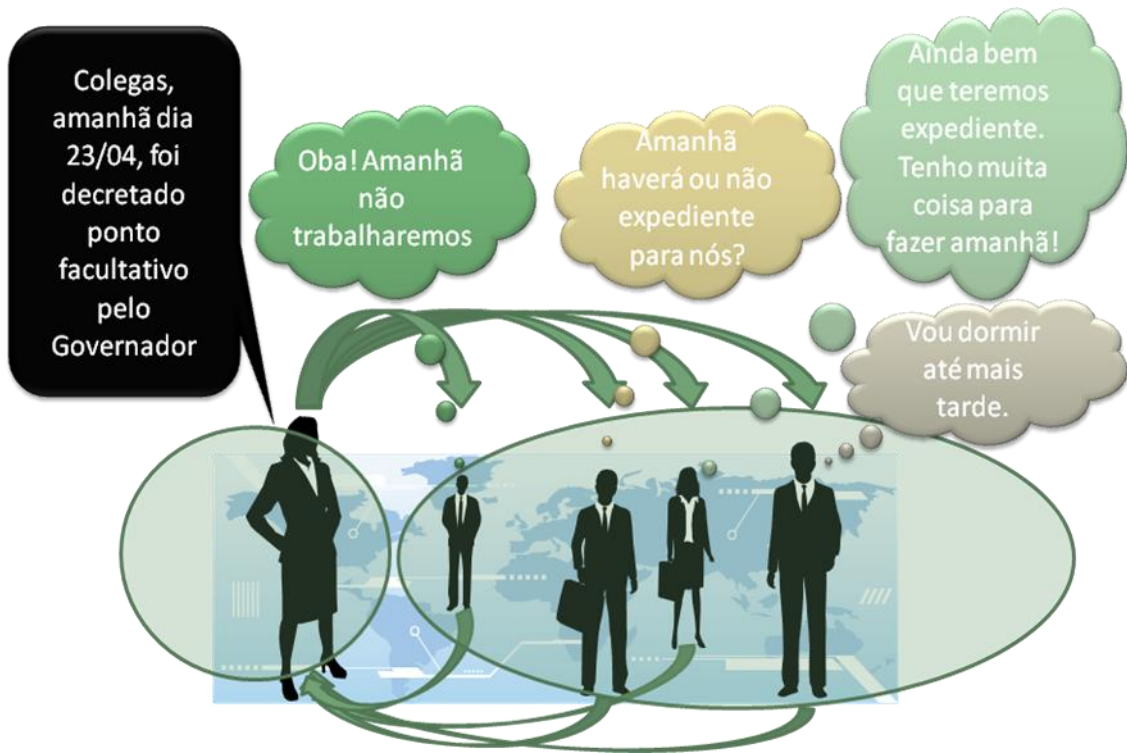 Colegas,
amanhã dia
23/04, foi
decretado
ponto
facultativo
pelo
Governador
Oba! Amanhã
não
trabalharemos
Amanhã
haverá ou não
expediente
para nós?
Ainda bem
que teremos
expediente.
Tenho muita
coisa para
fazer amanhã!
Vou dormir
até mais
tarde.